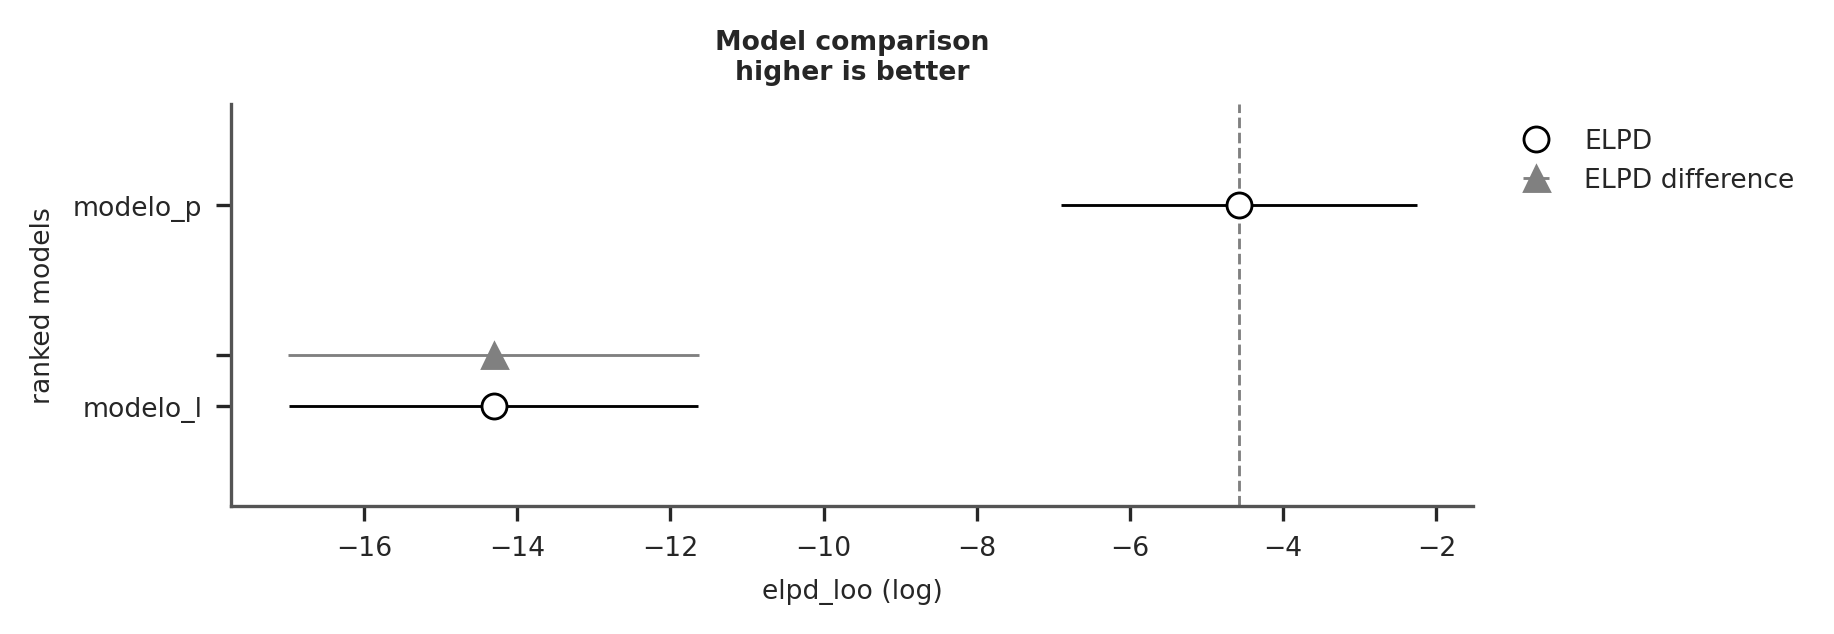 Model comparison
higher is better
ELPD
ELPD difference
ranked models
modelo_p
modelo_l
−16 −14 −12 −10 −8 −6 −4 −2
elpd_loo (log)